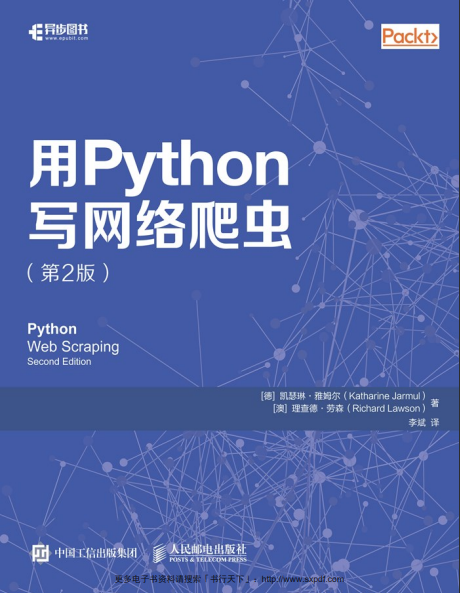 异步图书
www.epubit.com
Packt>
用Python
写网络爬虫
（第2版）
Python
Web Scraping
Second Edition
[德] 凯瑟琳·雅姆尔（Katharine Jarmul）
[澳] 理查德·劳森（Richard Lawson）
著
李斌 译
中国工信出版集团
人民邮电出版社
POSTS & TELECOM PRESS
更多电子书资料请搜索「书行天下」：http://www.sxpdf.com